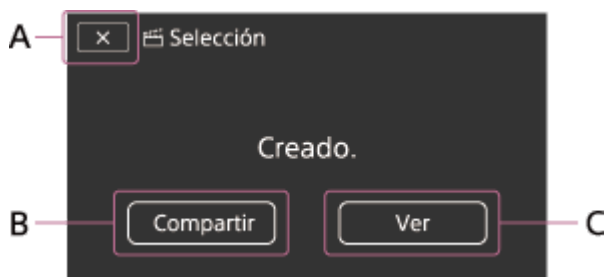 A
× Selección
Creado.
B
Compartir
Ver
C